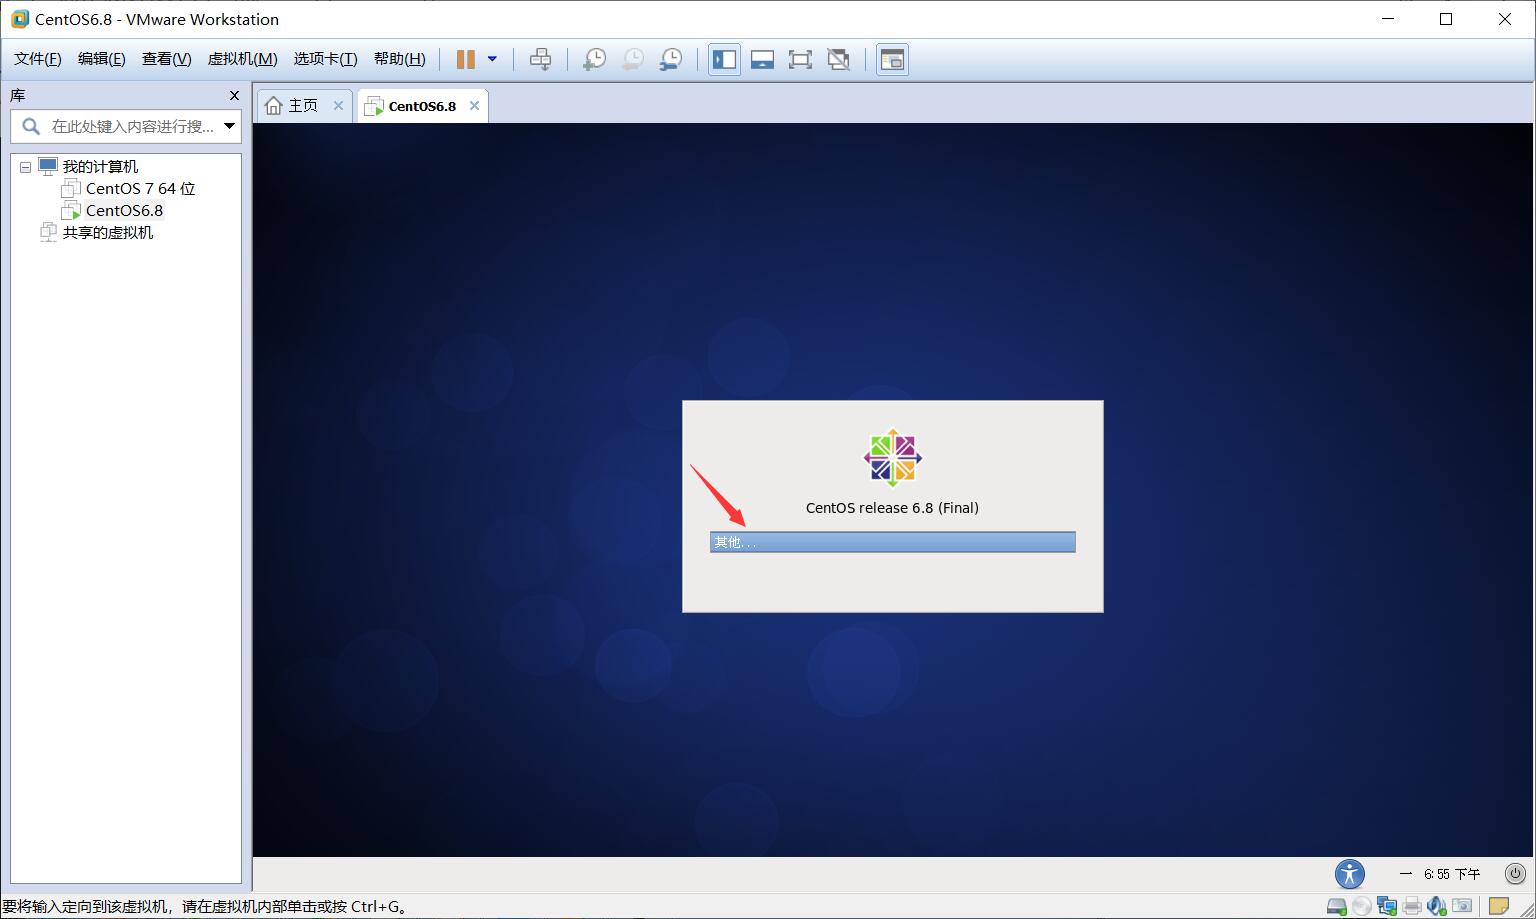 CentOS6.8 - VMware Workstation
文件(F) 编辑(E) 查看(V) 虚拟机(M) 选项卡(T) 帮助(H)
库
在此处键入内容进行搜...
我的计算机
CentOS 7 64 位
CentOS6.8
共享的虚拟机
主页 CentOS6.8
CentOS release 6.8 (Final)
其他...
一 6:55 下午
要将输入定向到该虚拟机，请在虚拟机内部单击或按 Ctrl+G。